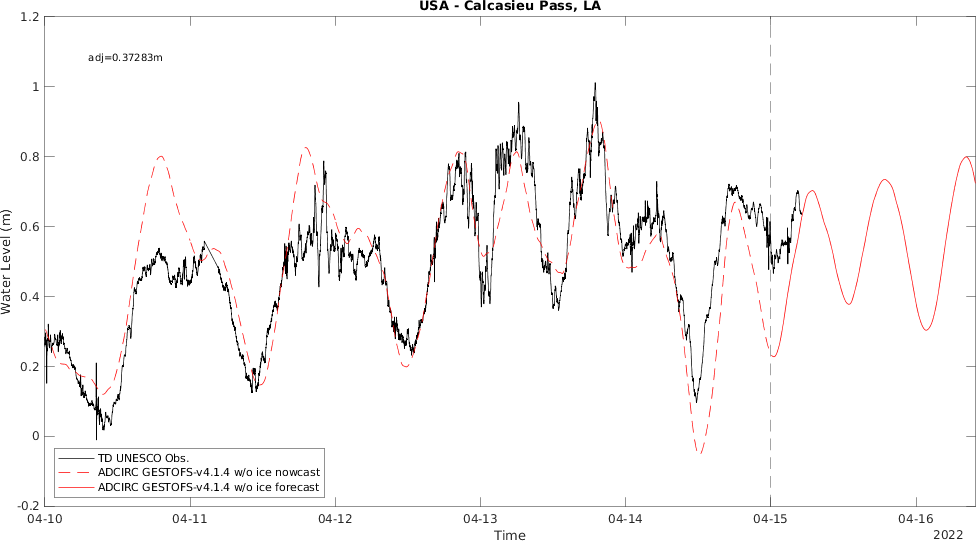 USA - Calcasieu Pass, LA
1.2
1
0.8
0.6
0.4
0.2
0
-0.2
Water Level (m)
adj=0.37283m
TD UNESCO Obs.
ADCIRC GESTOFS-v4.1.4 w/o ice nowcast
ADCIRC GESTOFS-v4.1.4 w/o ice forecast
04-10 04-11 04-12 04-13 04-14 04-15 04-16
Time
2022